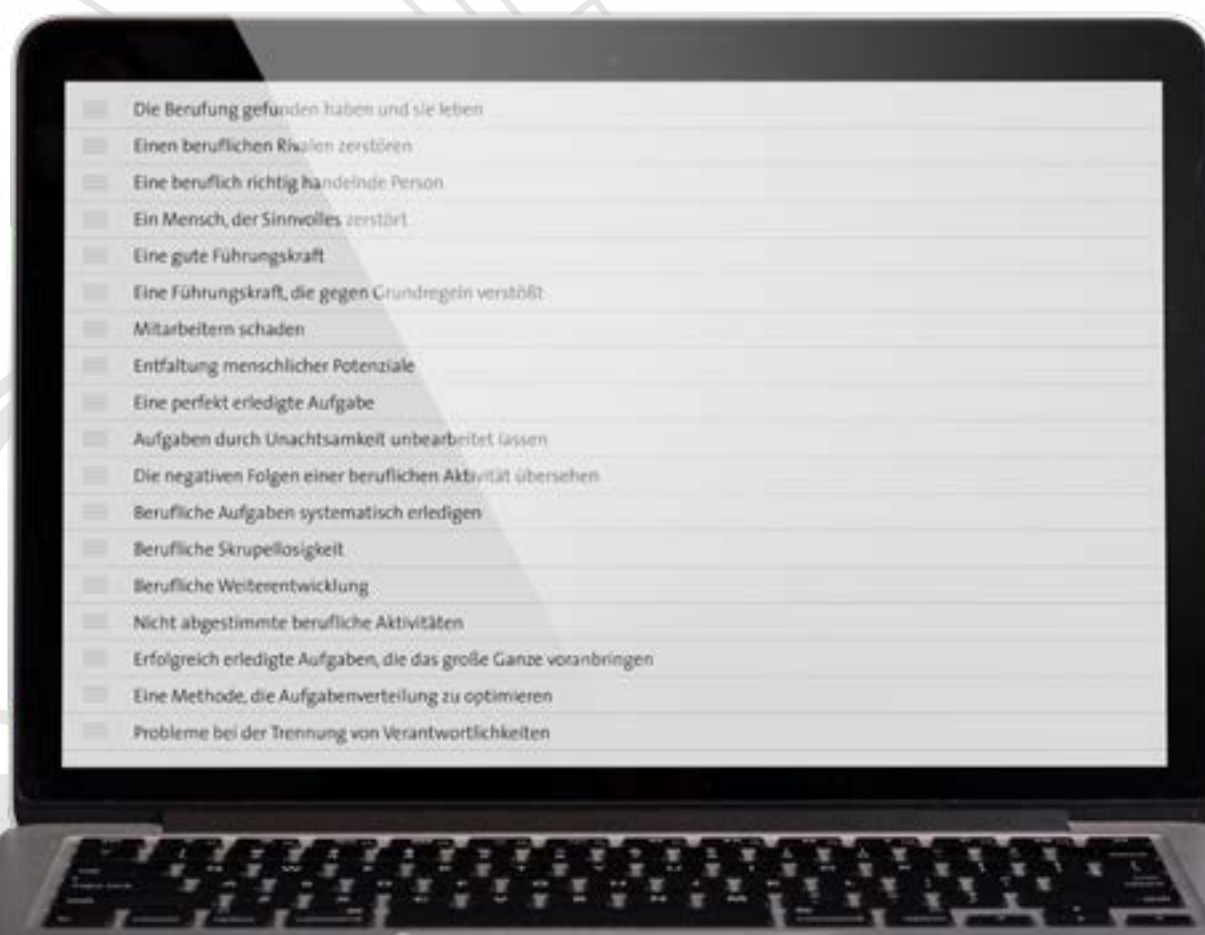 Die Berufung gefunden haben und sie leben
Einen beruflichen Rivalen zerstören
Eine beruflich richtig handelnde Person
Ein Mensch, der Sinnvolles zerstört
Eine gute Führungskraft
Eine Führungskraft, die gegen Grundregeln verstößt
Mitarbeitern schaden
Entfaltung menschlicher Potenziale
Eine perfekt erledigte Aufgabe
Aufgaben durch Unachtsamkeit unbearbeitet lassen
Die negativen Folgen einer beruflichen Aktivität übersehen
Berufliche Aufgaben systematisch erledigen
Berufliche Skrupellosigkeit
Berufliche Weiterentwicklung
Nicht abgestimmte berufliche Aktivitäten
Erfolgreich erledigte Aufgaben, die das große Ganze voranbringen
Eine Methode, die Aufgabenverteilung zu optimieren
Probleme bei der Trennung von Verantwortlichkeiten